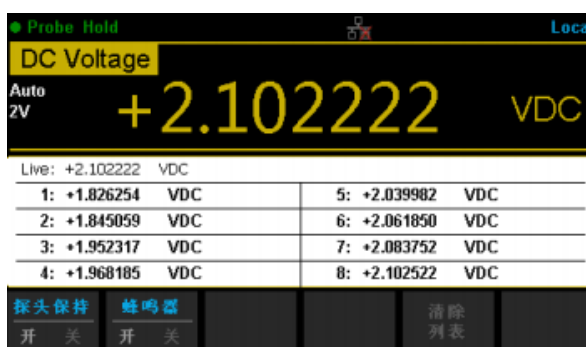 Probe Hold Loca
DC Voltage
Auto
2V
+2.102222 VDC
Live: +2.102222 VDC
1: +1.826254 VDC
2: +1.845059 VDC
3: +1.952317 VDC
4: +1.968185 VDC
5: +2.039982 VDC
6: +2.061850 VDC
7: +2.083752 VDC
8: +2.102522 VDC
探头保持 蜂鸣器 清除
开 关 开 关 列表